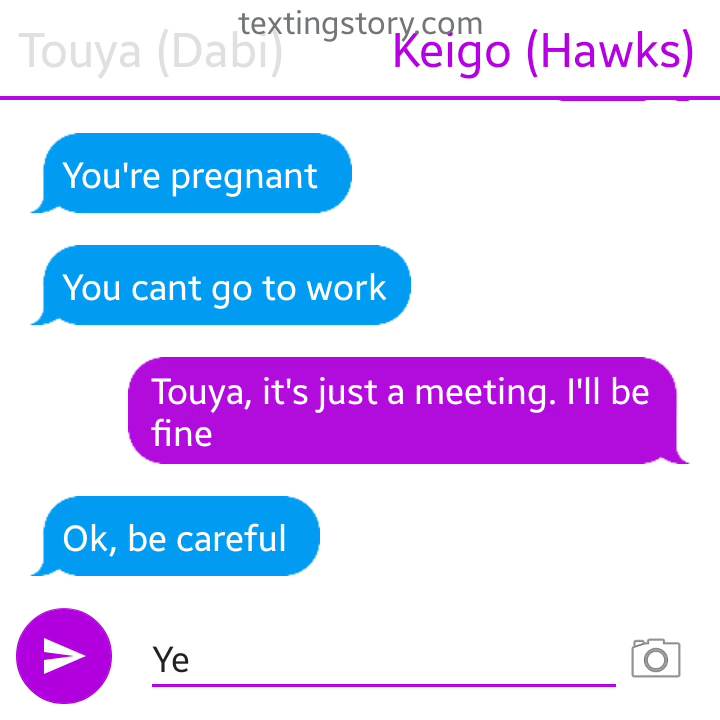 textingstory.com
Touya (Dabi)
Keigo (Hawks)
You're pregnant
You cant go to work
Touya, it's just a meeting. I'll be
fine
Ok, be careful
Ye